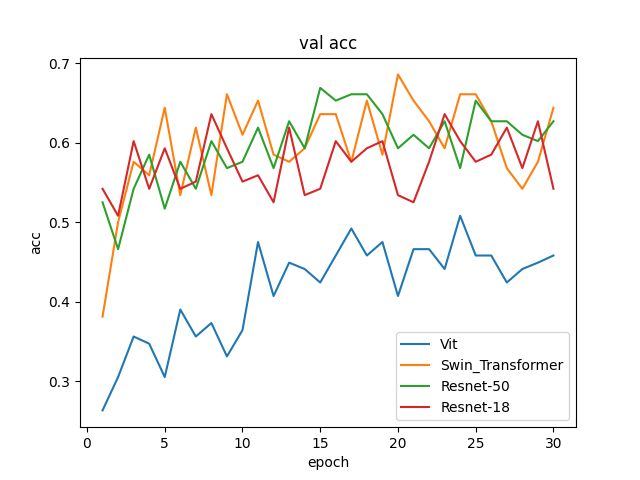 val acc
0.7
0.6
0.5
0.4
0.3
acc
0 5 10 15 20 25 30
epoch
Vit
Swin_Transformer
Resnet-50
Resnet-18